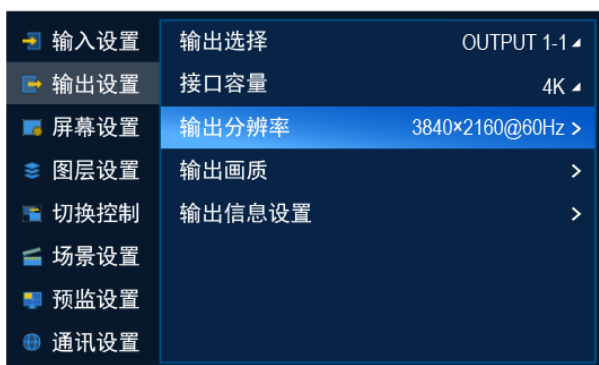 输入设置
输出设置
屏幕设置
图层设置
切换控制
场景设置
预监设置
通讯设置
输出选择 OUTPUT 1-1
接口容量 4K
输出分辨率 3840×2160@60Hz >
输出画质 >
输出信息设置 >